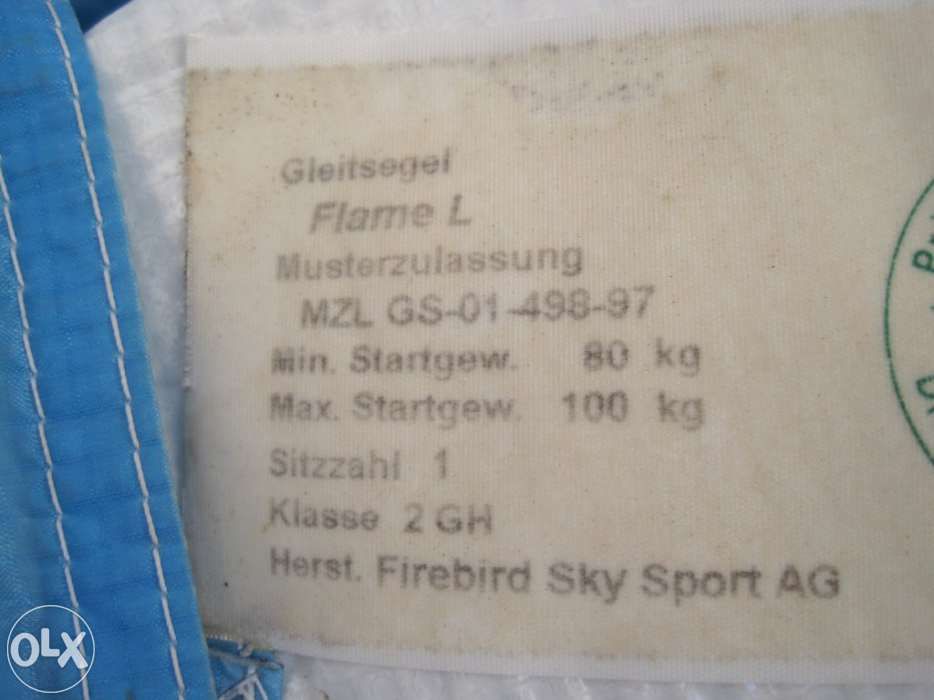 Gleitsegel
Flame L
Musterzulassung
MZL GS-01-498-97
Min. Startgew. 80 kg
Max. Startgew. 100 kg
Sitzzahl 1
Klasse 2 GH
Herst. Firebird Sky Sport AG
OLX